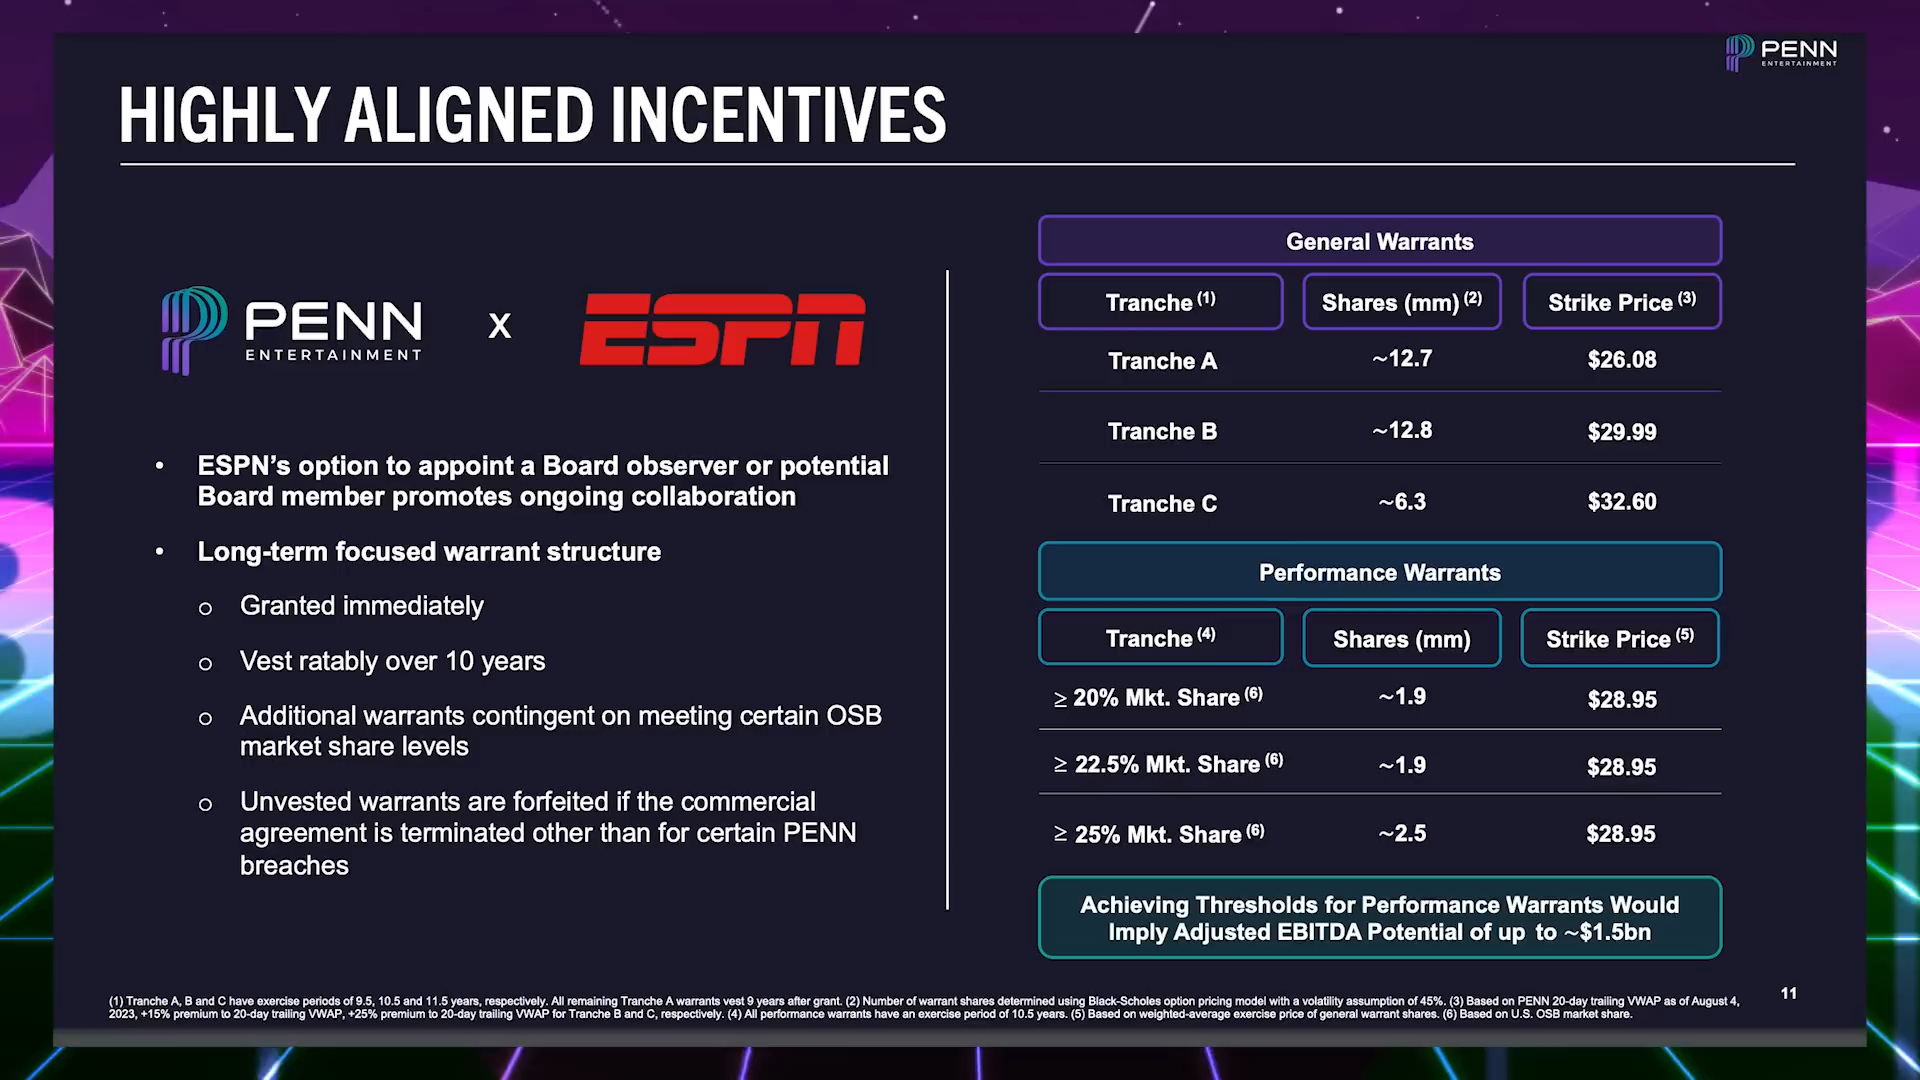 PENN
ENTERTAINMENT
HIGHLY ALIGNED INCENTIVES
PENN
ENTERTAINMENT
X
ESPN
• ESPN’s option to appoint a Board observer or potential
Board member promotes ongoing collaboration
• Long-term focused warrant structure
o Granted immediately
o Vest ratably over 10 years
o Additional warrants contingent on meeting certain OSB
market share levels
o Unvested warrants are forfeited if the commercial
agreement is terminated other than for certain PENN
breaches
General Warrants
Tranche (1) Shares (mm) (2) Strike Price (3)
Tranche A ~12.7 $26.08
Tranche B ~12.8 $29.99
Tranche C ~6.3 $32.60
Performance Warrants
Tranche (4) Shares (mm) Strike Price (5)
≥ 20% Mkt. Share (6) ~1.9 $28.95
≥ 22.5% Mkt. Share (6) ~1.9 $28.95
≥ 25% Mkt. Share (6) ~2.5 $28.95
Achieving Thresholds for Performance Warrants Would
Imply Adjusted EBITDA Potential of up to ~$1.5bn
(1) Tranche A, B and C have exercise periods of 9.5, 10.5 and 11.5 years, respectively. All remaining Tranche A warrants vest 9 years after grant. (2) Number of warrant shares determined using Black-Scholes option pricing model with a volatility assumption of 45%. (3) Based on PENN 20-day trailing VWAP as of August 4,
2023, +15% premium to 20-day trailing VWAP, +25% premium to 20-day trailing VWAP for Tranche B and C, respectively. (4) All performance warrants have an exercise period of 10.5 years. (5) Based on weighted-average exercise price of general warrant shares. (6) Based on U.S. OSB market share.
11